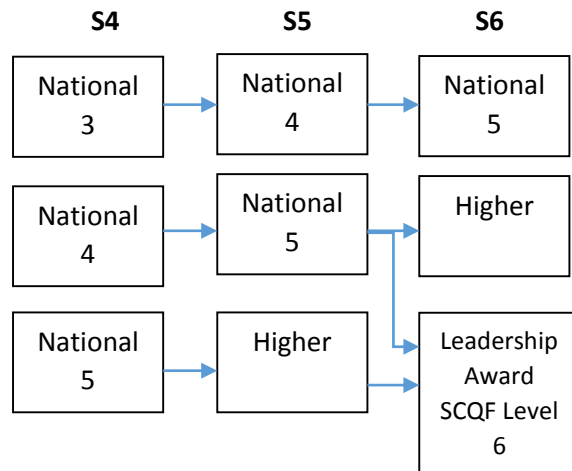 S4 S5 S6
National
3
National
4
National
5
National
4
National
5
Higher
National
5
Higher
Leadership
Award
SCQF Level
6